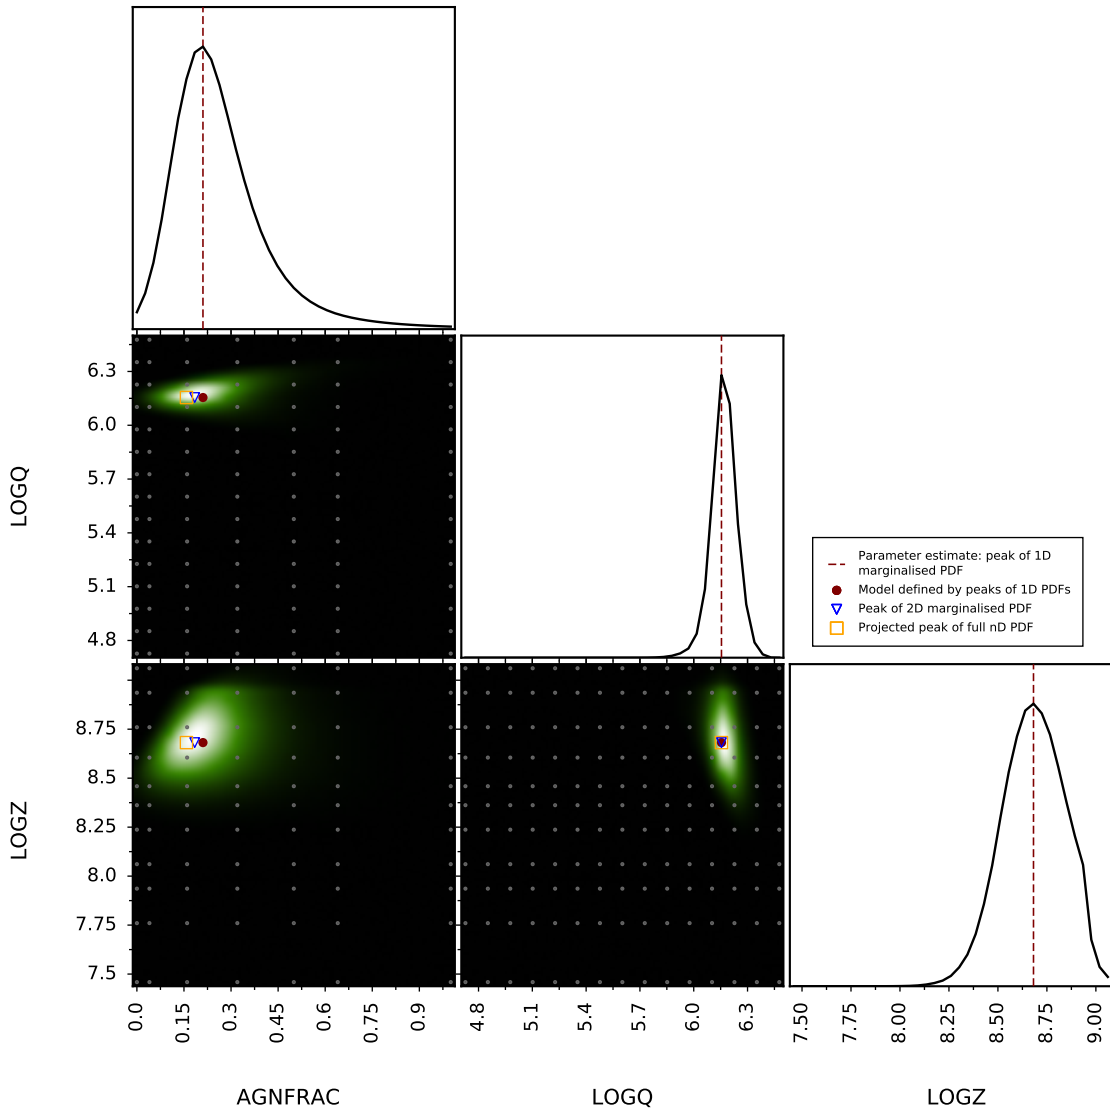 6.3
6.0
5.7
5.4
5.1
4.8
LOGQ
Parameter estimate: peak of 1D
marginalised PDF
Model defined by peaks of 1D PDFs
Peak of 2D marginalised PDF
Projected peak of full nD PDF
8.75
8.5
8.25
8.0
7.75
7.5
LOGZ
0.0 0.15 0.3 0.45 0.6 0.75 0.9
4.8 5.1 5.4 5.7 6.0 6.3
7.50 7.75 8.00 8.25 8.50 8.75 9.00
AGNFRAC
LOGQ
LOGZ